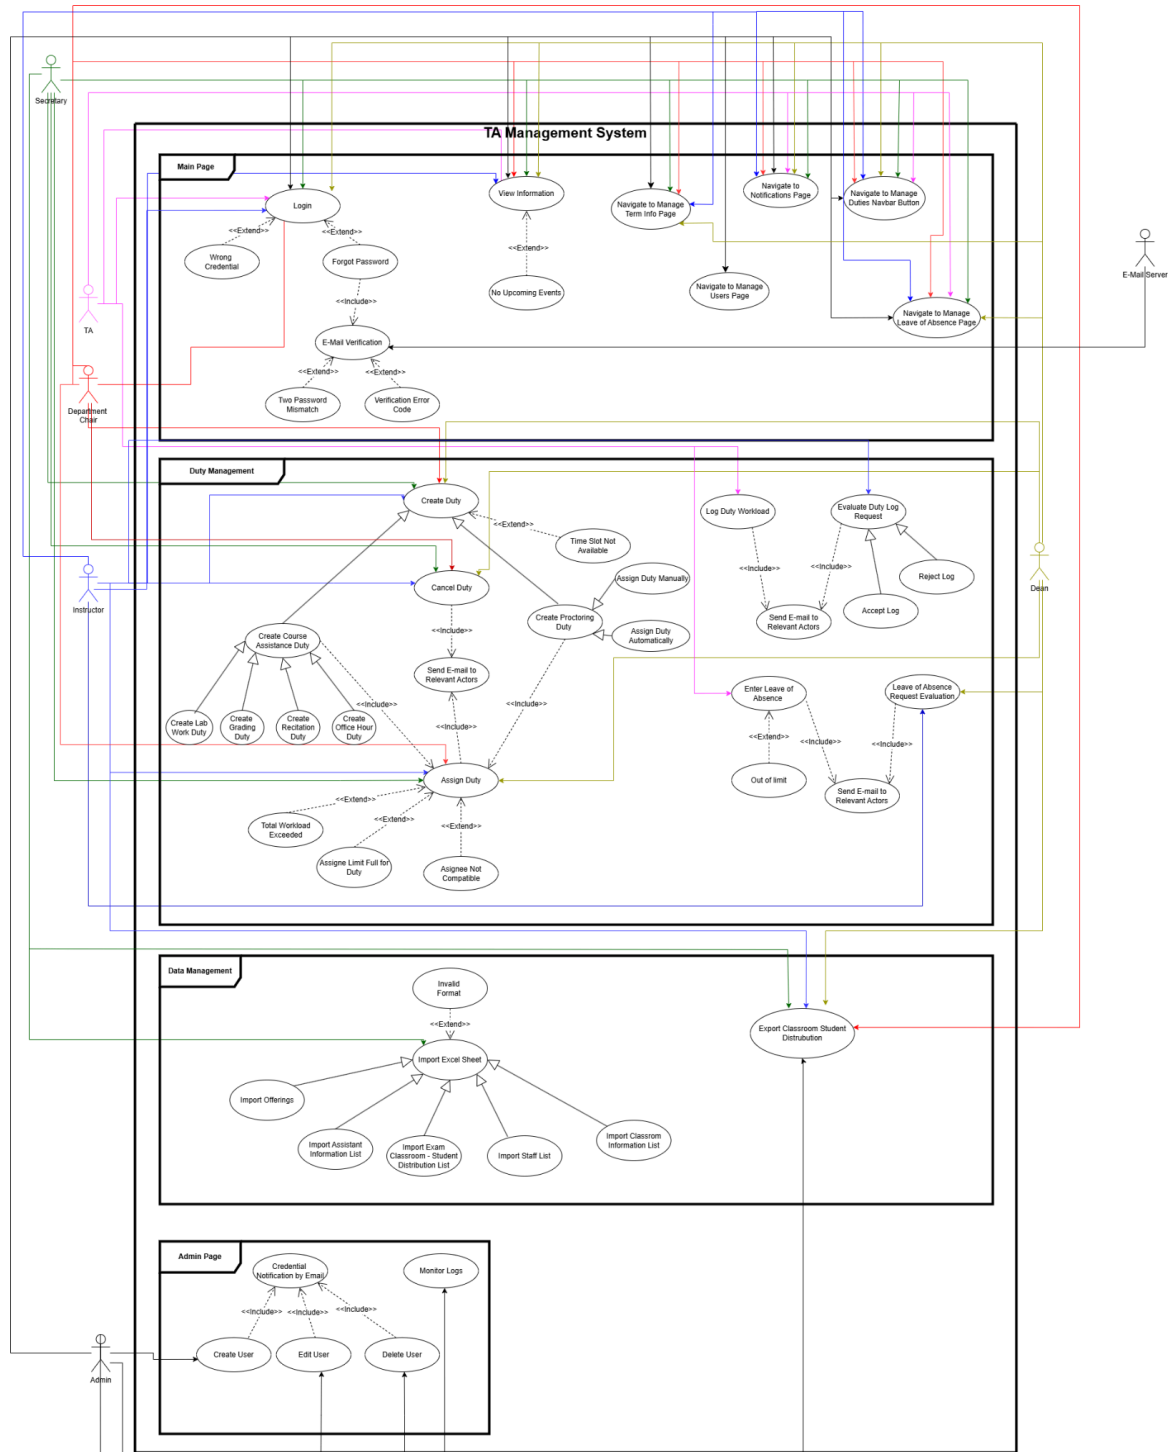 TA Management System
Secretary
Main Page
Login
View Information
Navigate to Manage
Term Info Page
Navigate to
Notifications Page
Navigate to Manage
Duties Navbar Button
<<Extend>>
<<Extend>>
<<Extend>>
Wrong
Credential
Forgot Password
E-Mail Server
No Upcoming Events
Navigate to Manage
Users Page
<<Include>>
Navigate to Manage
Leave of Absence Page
TA
E-Mail Verification
<<Extend>>
<<Extend>>
Two Password
Mismatch
Verification Error
Code
Department
Chair
Duty Management
Create Duty
Log Duty Workload
Evaluate Duty Log
Request
<<Extend>>
Time Slot Not
Available
<<Include>>
<<Include>>
Reject Log
Instructor
Cancel Duty
Assign Duty Manually
Dean
Accept Log
Create Proctoring
Duty
Send E-mail to
Relevant Actors
<<Include>>
Create Course
Assistance Duty
Assign Duty
Automatically
Send E-mail to
Relevant Actors
Enter Leave of
Absence
Leave of Absence
Request Evaluation
<<Include>>
<<Include>>
<<Include>>
Create Lab
Work Duty
Create
Grading
Duty
Create
Recitation
Duty
Create
Office Hour
Duty
<<Extend>>
<<Include>>
<<Include>>
Assign Duty
Out of limit
Send E-mail to
Relevant Actors
<<Extend>>
<<Extend>>
<<Extend>>
Total Workload
Exceeded
Assigne Limit Full for
Duty
Asignee Not
Compatible
Data Management
Invalid
Format
<<Extend>>
Export Classroom Student
Distrubution
Import Excel Sheet
Import Offerings
Import Assistant
Information List
Import Exam
Classroom - Student
Distribution List
Import Staff List
Import Classrom
Information List
Admin Page
Credential
Notification by Email
Monitor Logs
<<Include>>
<<Include>>
<<Include>>
Create User
Edit User
Delete User
Admin